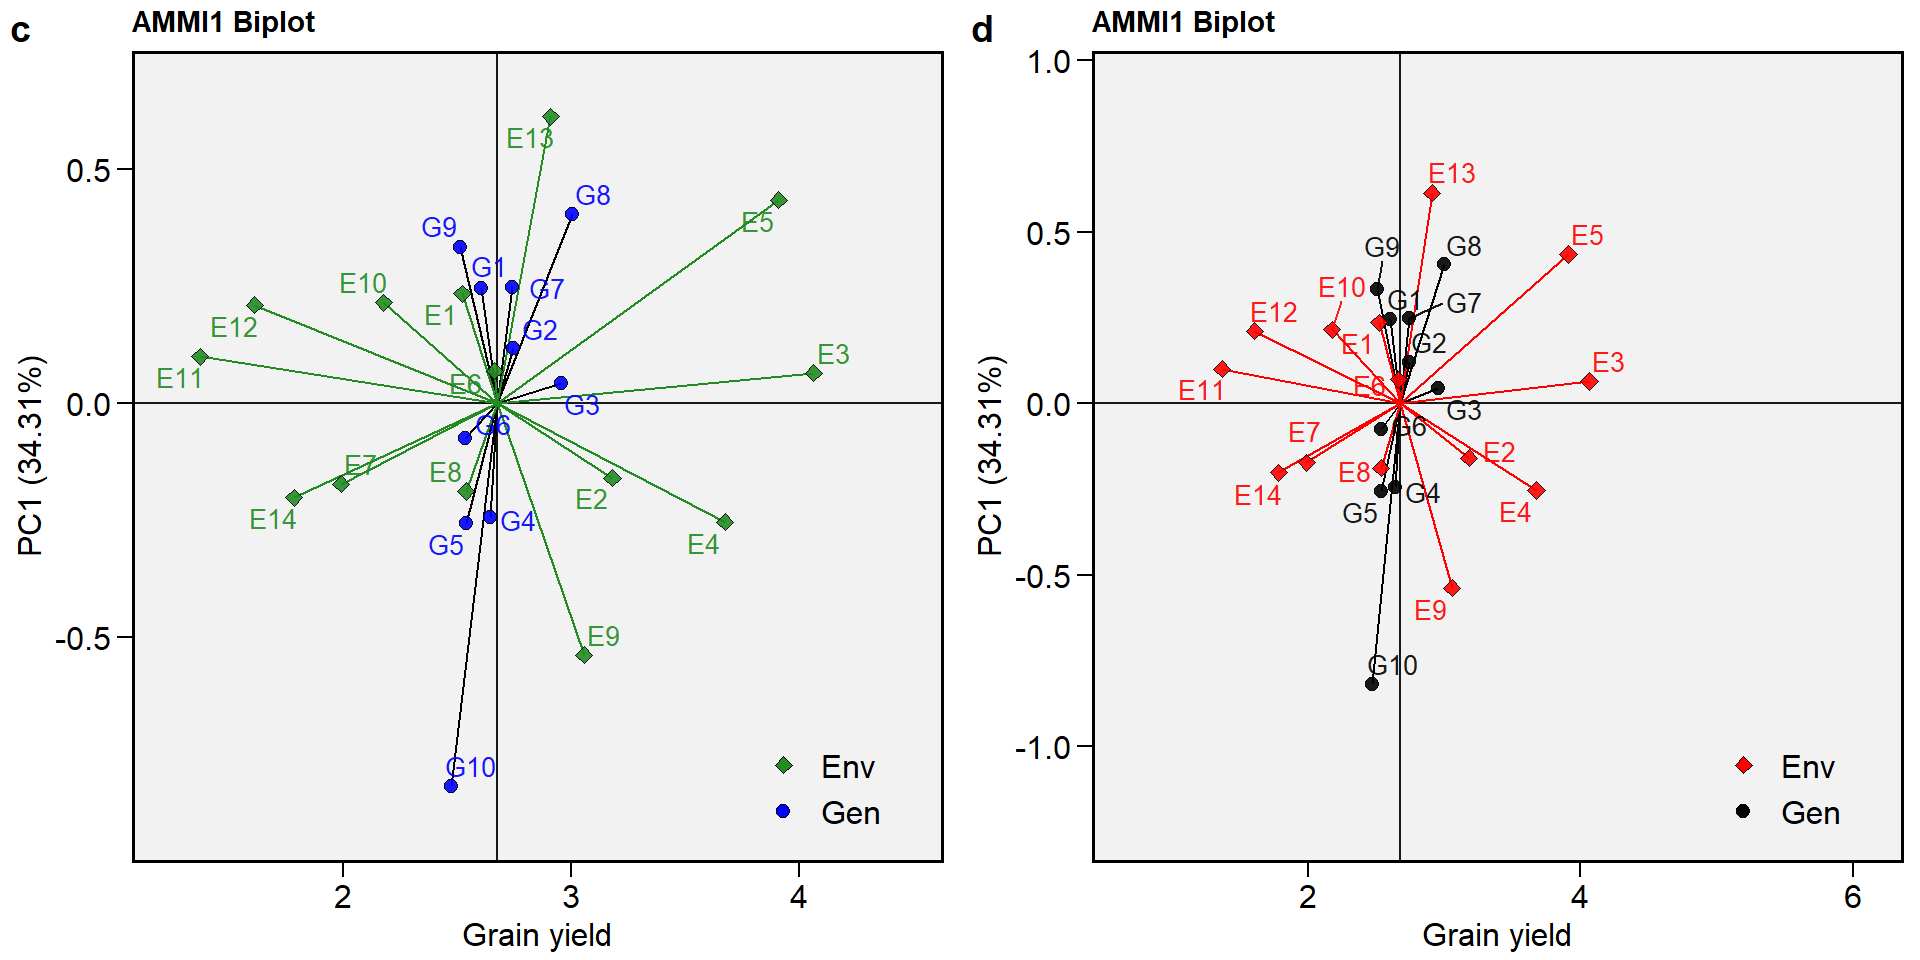 c
AMMI1 Biplot
E13
G8
G9
E5
G1
E10
G7
E1
E12
G2
E3
E11
E6
G3
G6
E7
E8
E2
E14
G4
G5
E4
E9
G10
Env
Gen
0.5
0.0
-0.5
PC1 (34.31%)
2
3
4
Grain yield
d
AMMI1 Biplot
E13
E5
G9
G8
E10
G1
G7
E12
E1
G2
E3
E6
E11
G3
G6
E7
E2
E8
E14
G4
G5
E4
E9
G10
Env
Gen
1.0
0.5
0.0
-0.5
-1.0
PC1 (34.31%)
2
4
6
Grain yield